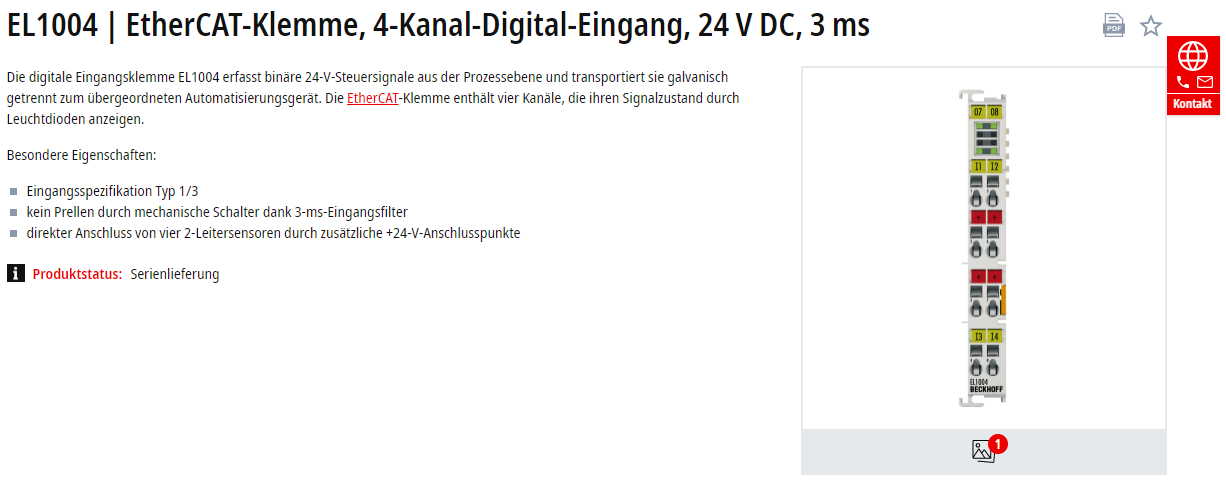 EL1004 | EtherCAT-Klemme, 4-Kanal-Digital-Eingang, 24 V DC, 3 ms
PDF
Die digitale Eingangsklemme EL1004 erfasst binäre 24-V-Steuersignale aus der Prozessebene und transportiert sie galvanisch
getrennt zum übergeordneten Automatisierungsgerät. Die EtherCAT-Klemme enthält vier Kanäle, die ihren Signalzustand durch
Leuchtdioden anzeigen.
Besondere Eigenschaften:
Eingangsspezifikation Typ 1/3
kein Prellen durch mechanische Schalter dank 3-ms-Eingangsfilter
direkter Anschluss von vier 2-Leitersensoren durch zusätzliche +24-V-Anschlusspunkte
i Produktstatus: Serienlieferung
Kontakt
07 08
I1 I2
+ +
+ +
I3 I4
EL1004
BECKHOFF
1